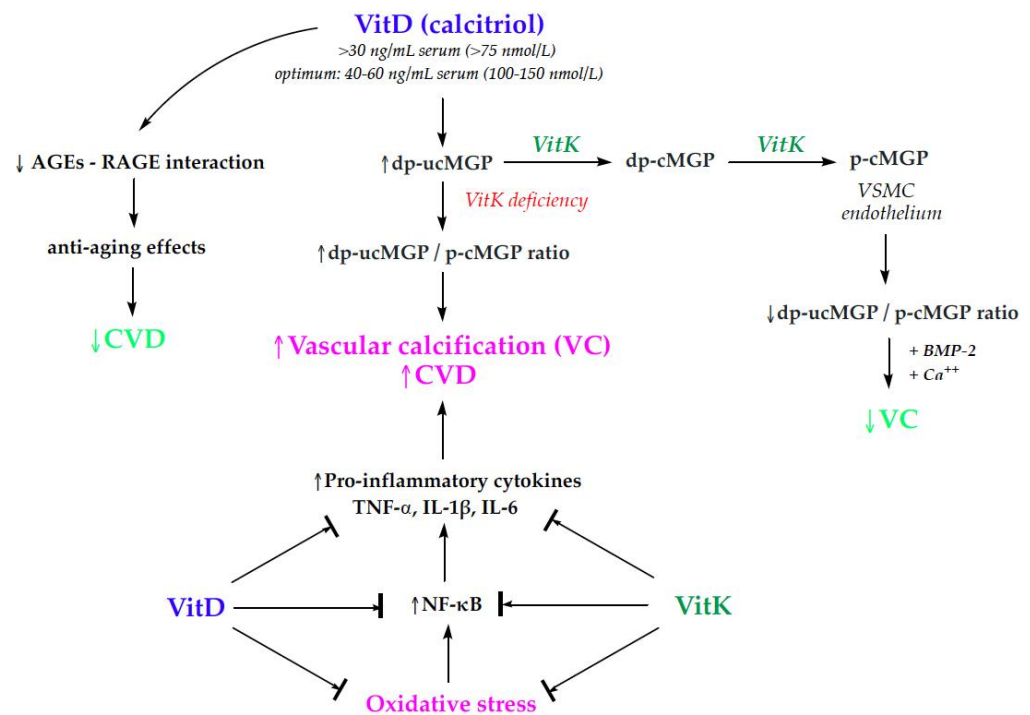 VitD (calcitriol)
>30 ng/mL serum (>75 nmol/L)
optimum: 40-60 ng/mL serum (100-150 nmol/L)
↓ AGEs - RAGE interaction
↑dp-ucMGP
VitK
dp-cMGP
VitK
p-cMGP
VSMC
endothelium
VitK deficiency
anti-aging effects
↑dp-ucMGP / p-cMGP ratio
↓dp-ucMGP / p-cMGP ratio
↓CVD
↑Vascular calcification (VC)
↑CVD
+ BMP-2
+ Ca⁺⁺
↓VC
↑Pro-inflammatory cytokines
TNF-α, IL-1β, IL-6
VitD
↑NF-κB
VitK
Oxidative stress